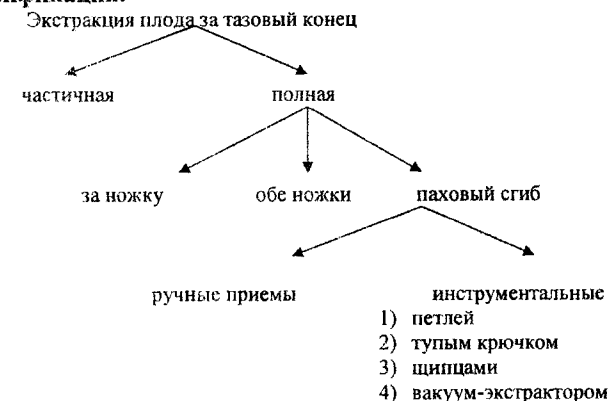 Экстракция плода за тазовый конец
частичная полная
за ножку обе ножки паховый сгиб
ручные приемы инструментальные
1) петлей
2) тупым крючком
3) щипцами
4) вакуум-экстрактором